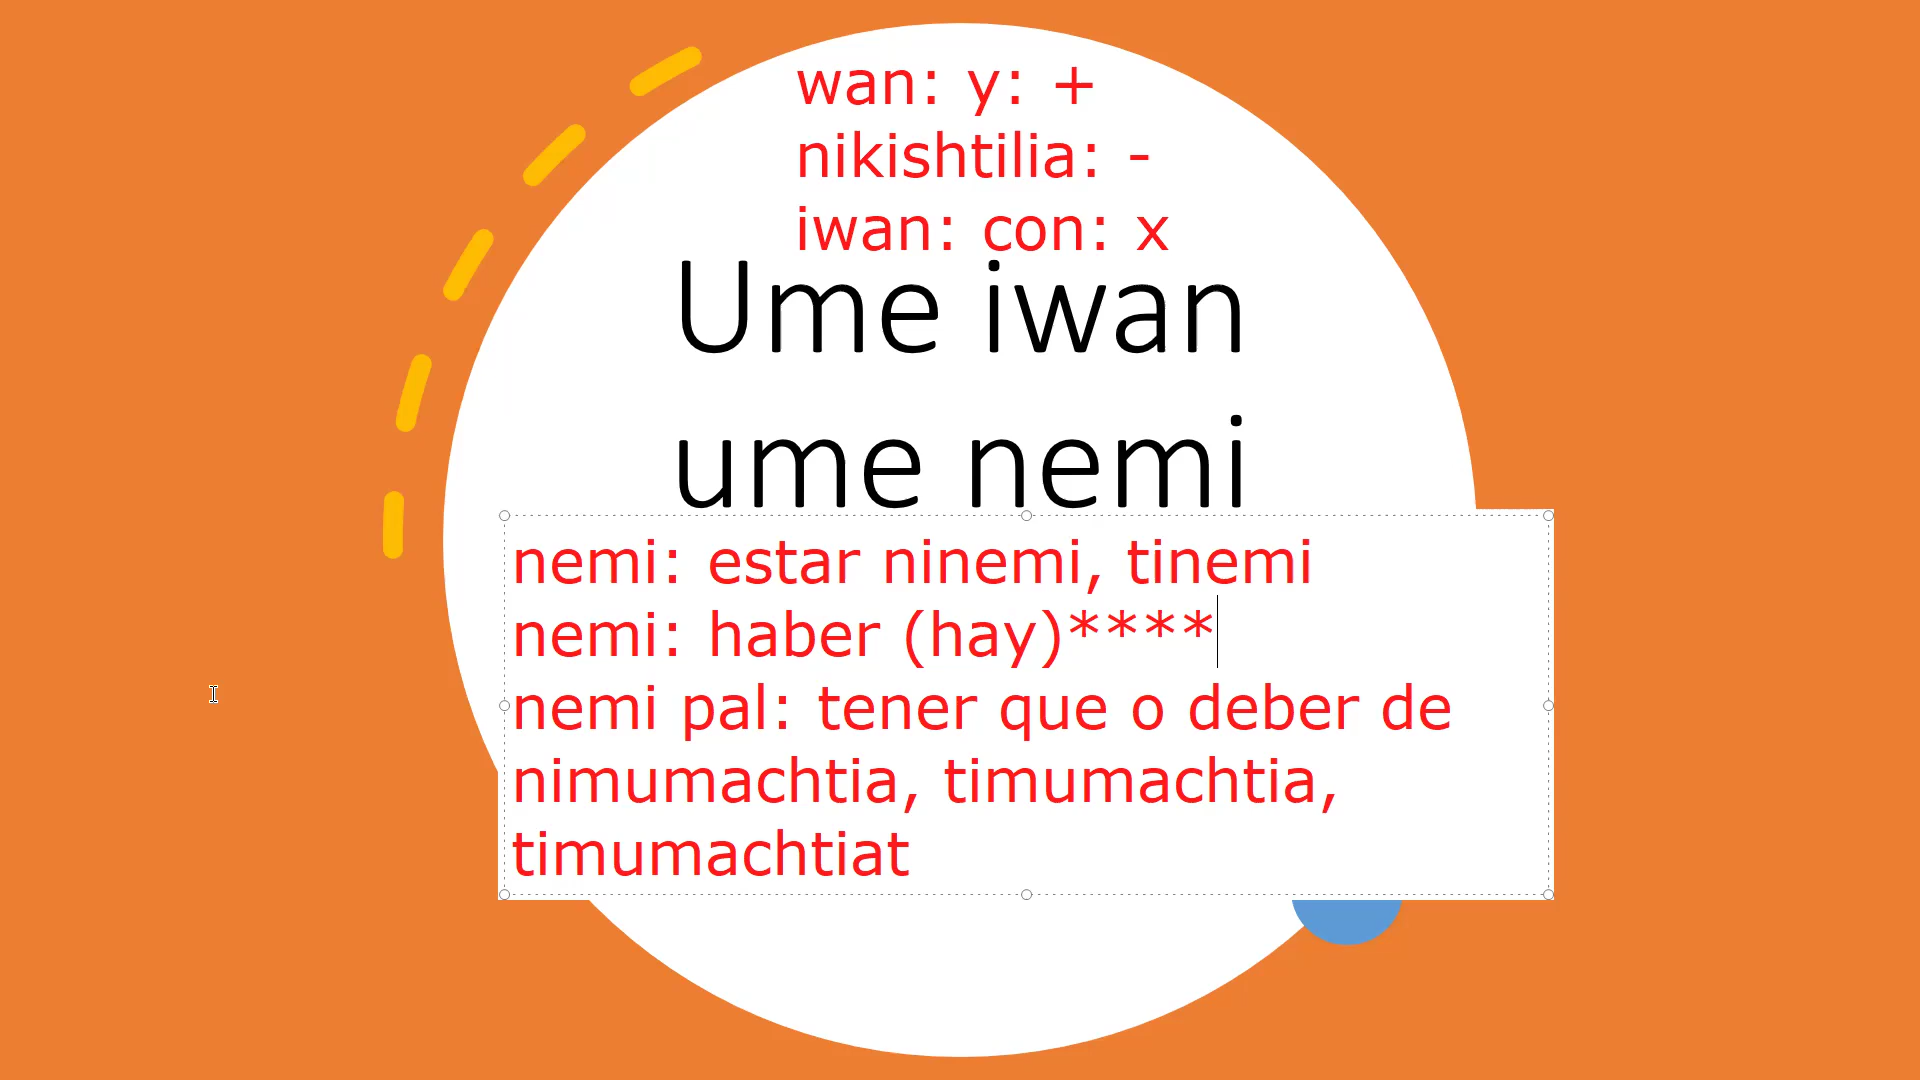 wan: y: +
nikishtilia: -
iwan: con: x
Ume iwan
ume nemi
nemi: estar ninemi, tinemi
nemi: haber (hay)****
nemi pal: tener que o deber de
nimumachtia, timumachtia,
timumachtiat